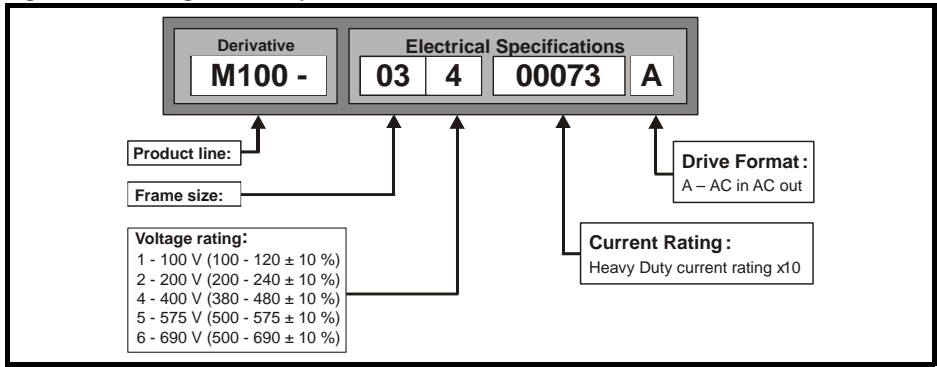 Derivative
Electrical Specifications
M100 -
03
4
00073
A
Product line:
Frame size:
Voltage rating:
1 - 100 V (100 - 120 ± 10 %)
2 - 200 V (200 - 240 ± 10 %)
4 - 400 V (380 - 480 ± 10 %)
5 - 575 V (500 - 575 ± 10 %)
6 - 690 V (500 - 690 ± 10 %)
Drive Format:
A – AC in AC out
Current Rating:
Heavy Duty current rating x10